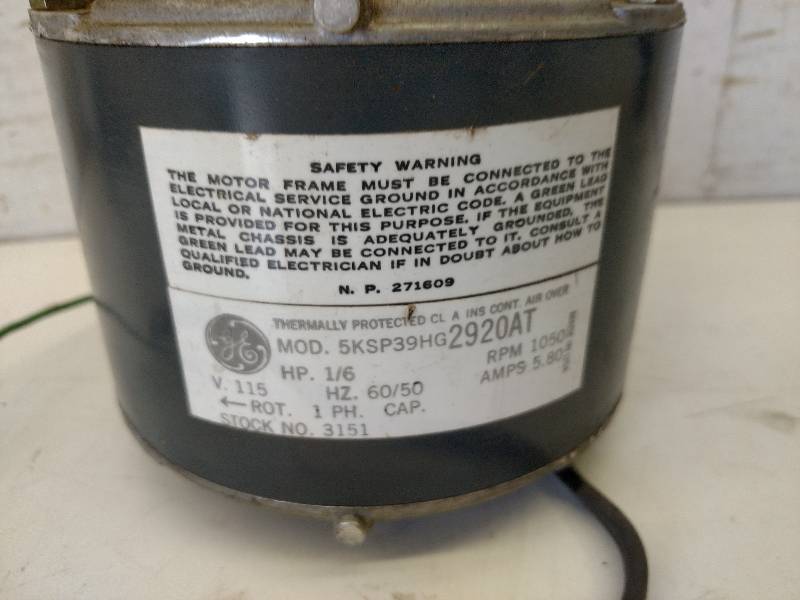 SAFETY WARNING
THE MOTOR FRAME MUST BE CONNECTED TO THE
ELECTRICAL SERVICE GROUND IN ACCORDANCE WITH
LOCAL OR NATIONAL ELECTRIC CODE. A GREEN LEAD
IS PROVIDED FOR THIS PURPOSE. IF THE EQUIPMENT
METAL CHASSIS IS ADEQUATELY GROUNDED, THE
GREEN LEAD MAY BE CONNECTED TO IT. CONSULT A
QUALIFIED ELECTRICIAN IF IN DOUBT ABOUT HOW TO
GROUND.
N. P. 271609
THERMALLY PROTECTED CL A INS CONT. AIR OVER
MOD. 5KSP39HG2920AT
HP. 1/6 RPM 1050
V. 115 HZ. 60/50 AMPS 5.80
←ROT. 1 PH. CAP.
STOCK NO. 3151